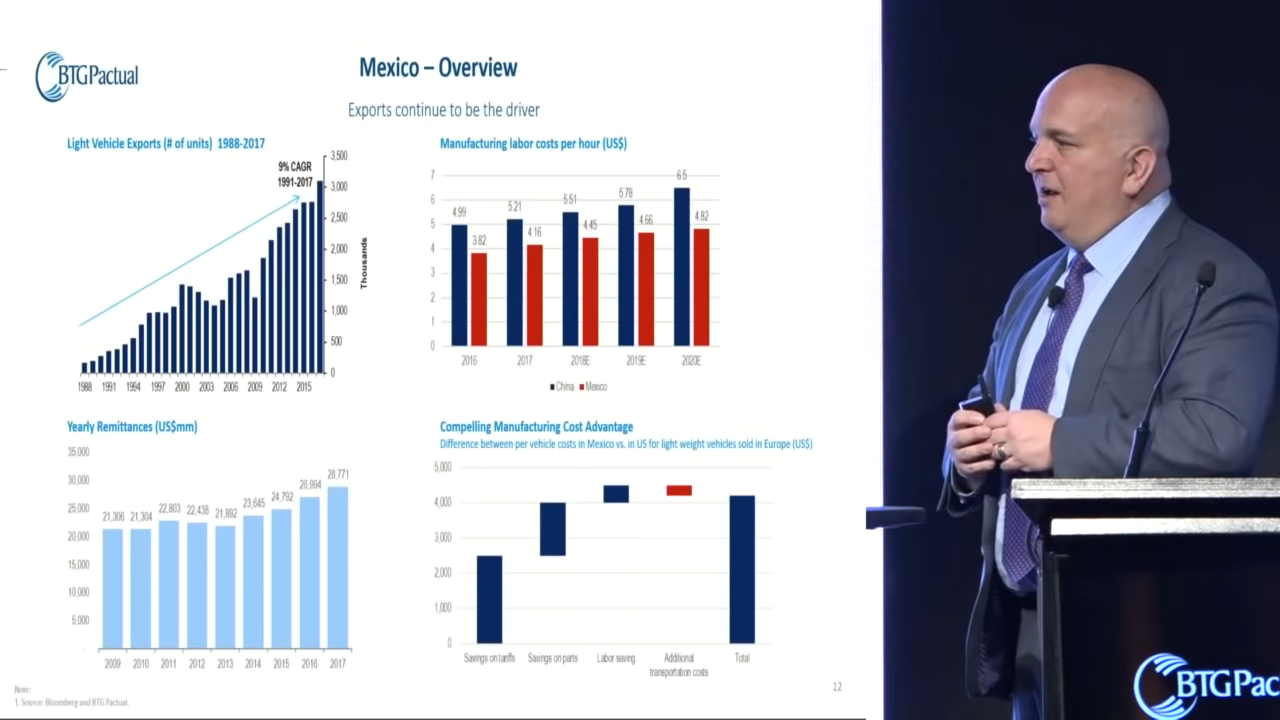 BTGPactual
Mexico – Overview
Exports continue to be the driver
Light Vehicle Exports (# of units) 1988-2017
9% CAGR
1991-2017
3,500
3,000
2,500
2,000
1,500
1,000
500
0
Thousands
1988 1991 1994 1997 2000 2003 2006 2009 2012 2015
Manufacturing labor costs per hour (US$)
7
6
5
4
3
2
1
0
4.99 3.82 5.21 4.16 5.51 4.45 5.78 4.66 6.5 4.82
2016 2017 2018E 2019E 2020E
China Mexico
Yearly Remittances (US$mm)
35,000
30,000
25,000
20,000
15,000
10,000
5,000
-
21,306 21,304 22,803 22,438 21,892 23,645 24,792 26,994 28,771
2009 2010 2011 2012 2013 2014 2015 2016 2017
Compelling Manufacturing Cost Advantage
Difference between per vehicle costs in Mexico vs. in US for light weight vehicles sold in Europe (US$)
5,000
4,000
3,000
2,000
1,000
0
Savings on tariffs Savings on parts Labor saving Additional Total
transportation costs
Note:
1. Source: Bloomberg and BTG Pactual.
12
BTGPac